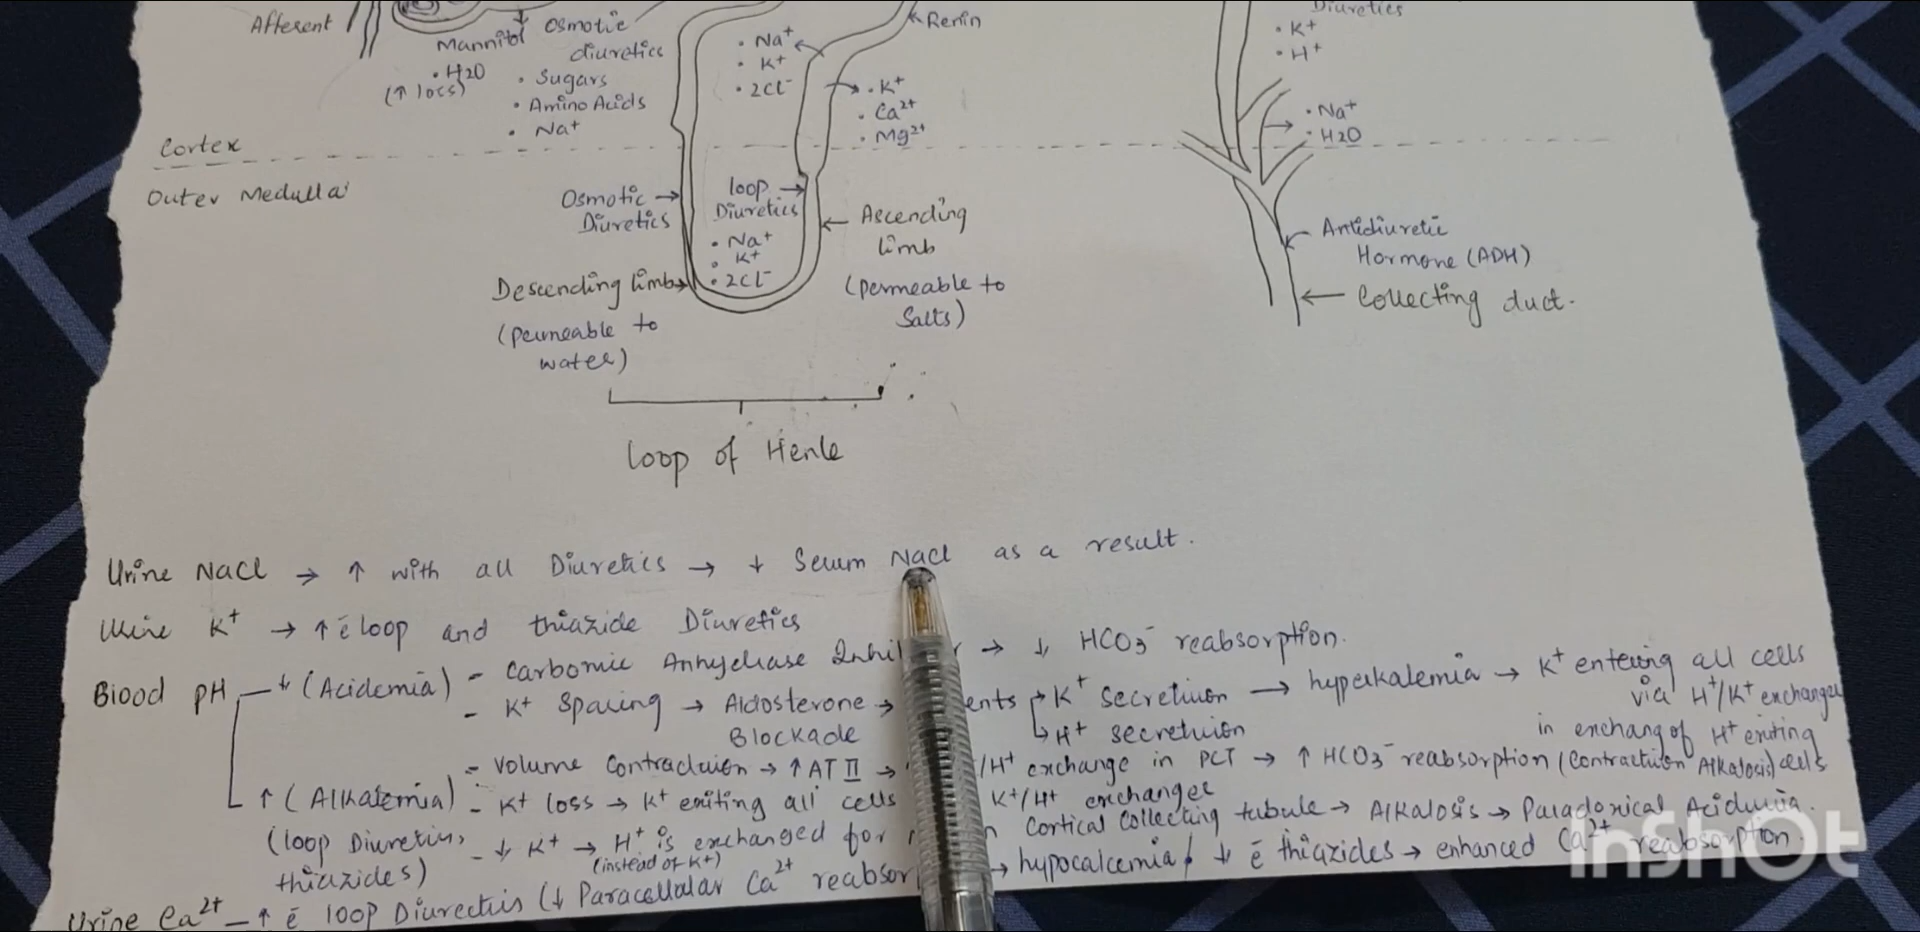 Afferent
Mannitol
• H2O
(↑ loss)
Osmotic
diuretics
• Sugars
• Amino Acids
• Na+
• Na+
• K+
• 2Cl-
Renin
• K+
• Ca2+
• Mg2+
Diuretics
• K+
• H+
• Na+
• H2O
Cortex
Outer Medulla
Osmotic →
Diuretics
loop →
Diuretics
• Na+
• K+
• 2Cl-
← Ascending
limb
(permeable to
Salts)
Descending limb→
(permeable to
water)
Antidiuretic
Hormone (ADH)
← Collecting duct.
loop of Henle
Urine NaCl → ↑ with all Diuretics → ↓ Serum NaCl as a result.
Urine K+ → ↑ ē loop and thiazide Diuretics
Blood pH ↓ (Acidemia) - Carbomic Anhydrase Inhi → ↓ HCO3- reabsorption.
- K+ Sparing → Aldosterone → ents K+ Secretion → hyperkalemia → K+ entering all cells
Blockade ↳ H+ secretion via H+/K+ exchanger
in exchang of H+ exiting
cells
↑ (Alkalemia) - Volume Contraction → ↑ AT II → /H+ exchange in PCT → ↑ HCO3- reabsorption (Contraction Alkalosis)
- K+ loss → K+ exiting all cells K+/H+ exchanger
(loop Diuretics, thiazides) - ↓ K+ → H+ is exchanged for Cortical Collecting tubule → Alkalosis → Paradoxical Aciduria.
(instead of K+)
Urine Ca2+ - ↑ ē loop Diuretics (↓ Paracellular Ca2+ reabsor → hypocalcemia / ↓ ē thiazides → enhanced Ca2+ reabsorption.
InShOt